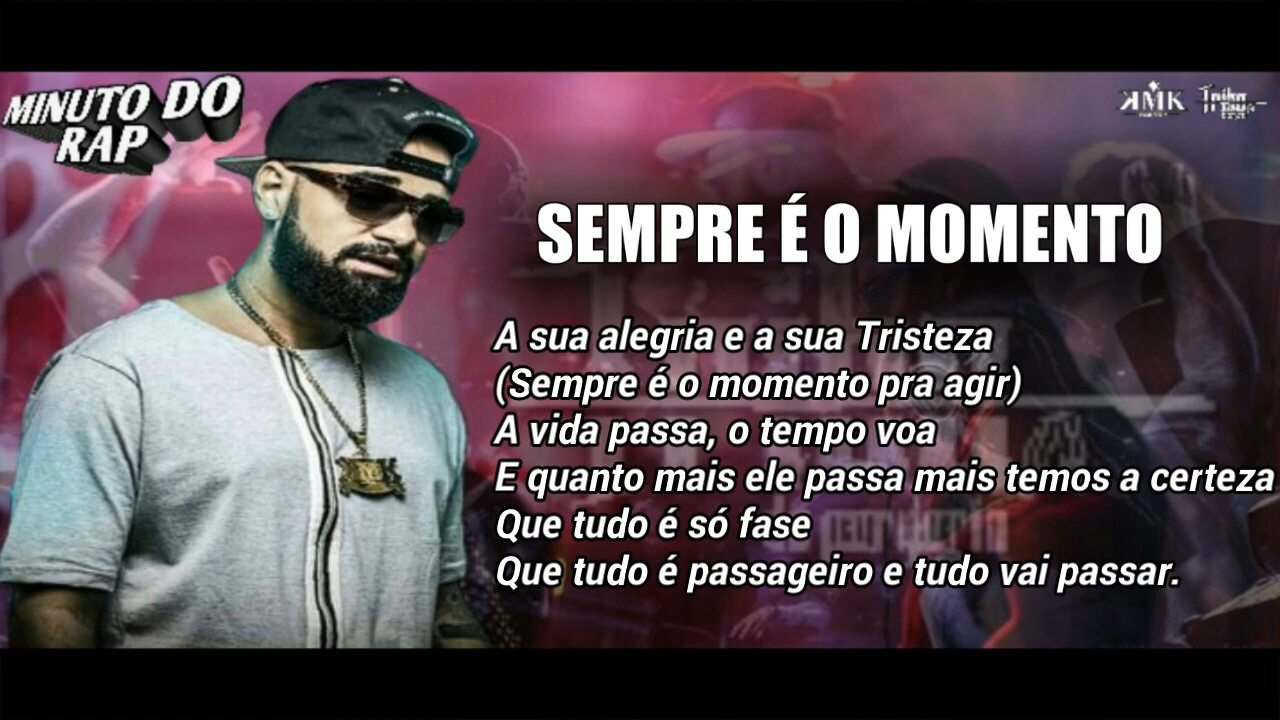 MINUTO DO
RAP
KMK
SEMPRE É O MOMENTO
A sua alegria e a sua Tristeza
(Sempre é o momento pra agir)
A vida passa, o tempo voa
E quanto mais ele passa mais temos a certeza
Que tudo é só fase
Que tudo é passageiro e tudo vai passar.